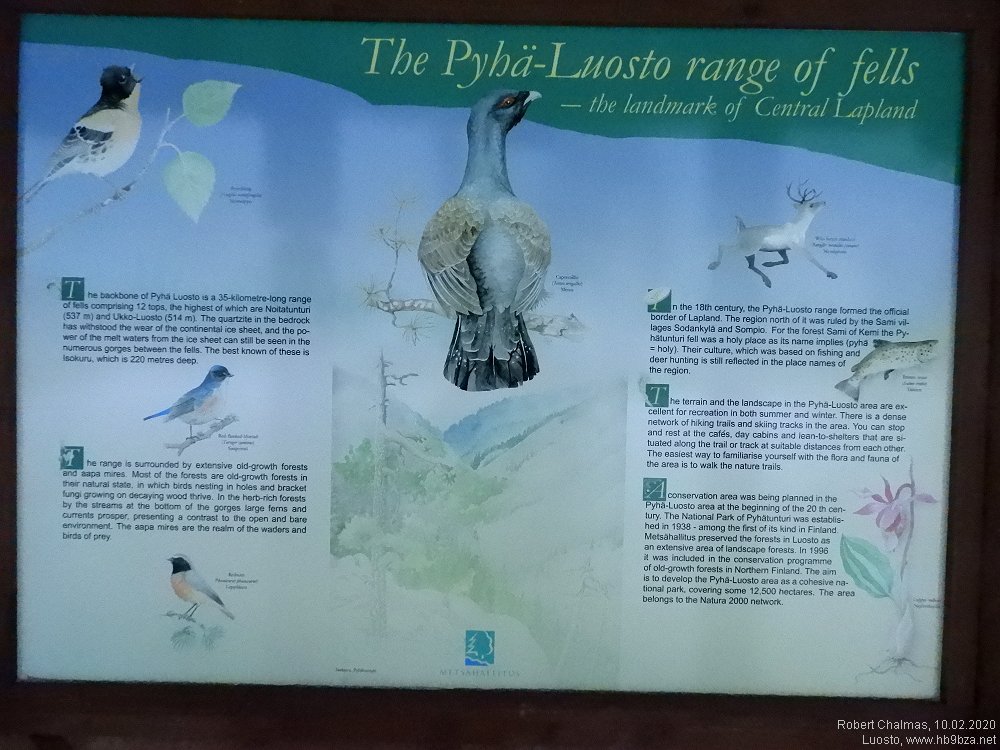 The Pyhä-Luosto range of fells
– the landmark of Central Lapland
The backbone of Pyhä Luosto is a 35-kilometre-long range
of fells comprising 12 tops, the highest of which are Noitatunturi
(537 m) and Ukko-Luosto (514 m). The quartzite in the bedrock
has withstood the wear of the continental ice sheet, and the po-
wer of the melt waters from the ice sheet can still be seen in the
numerous gorges between the fells. The best known of these is
Isokuru, which is 220 metres deep.
The range is surrounded by extensive old-growth forests
and aapa mires. Most of the forests are old-growth forests in
their natural state, in which birds nesting in holes and bracket
fungi growing on decaying wood thrive. In the herb-rich forests
by the streams at the bottom of the gorges large ferns and
currents prosper, presenting a contrast to the open and bare
environment. The aapa mires are the realm of the waders and
birds of prey.
Redstart
Capercaillie
In the 18th century, the Pyhä-Luosto range formed the official
border of Lapland. The region north of it was ruled by the Sami vil-
lages Sodankylä and Sompio. For the forest Sami of Kemi the Py-
hätunturi fell was a holy place as its name implies (pyhä
= holy). Their culture, which was based on fishing and
deer hunting is still reflected in the place names of
the region.
The terrain and the landscape in the Pyhä-Luosto area are ex-
cellent for recreation in both summer and winter. There is a dense
network of hiking trails and skiing tracks in the area. You can stop
and rest at the cafés, day cabins and lean-to-shelters that are si-
tuated along the trail or track at suitable distances from each other.
The easiest way to familiarise yourself with the flora and fauna of
the area is to walk the nature trails.
A conservation area was being planned in the
Pyhä-Luosto area at the beginning of the 20 th cen-
tury. The National Park of Pyhätunturi was establis-
hed in 1938 - among the first of its kind in Finland.
Metsähallitus preserved the forests in Luosto as
an extensive area of landscape forests. In 1996
it was included in the conservation programme
of old-growth forests in Northern Finland. The aim
is to develop the Pyhä-Luosto area as a cohesive na-
tional park, covering some 12,500 hectares. The area
belongs to the Natura 2000 network.
METSÄHALLITUS
Robert Chalmas, 10.02.2020
Luosto, www.hb9bza.net